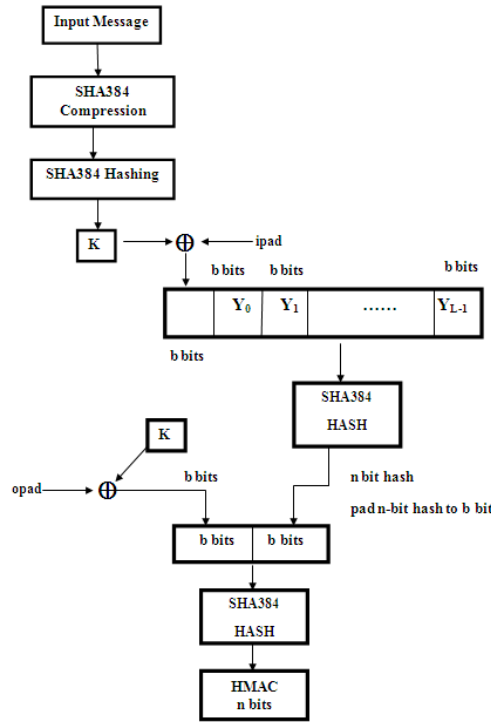 Input Message
SHA384
Compression
SHA384 Hashing
K
ipad
b bits b bits b bits
Y0 Y1 ...... YL-1
b bits
SHA384
HASH
K
opad
b bits
n bit hash
pad n-bit hash to b bit
b bits b bits
SHA384
HASH
HMAC
n bits